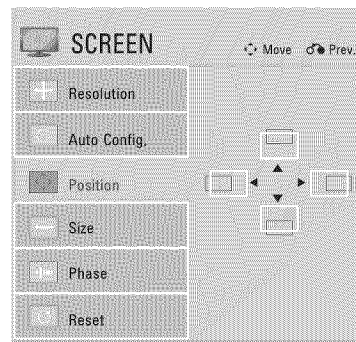 SCREEN
Move Prev.
Resolution
Auto Config.
Position
Size
Phase
Reset